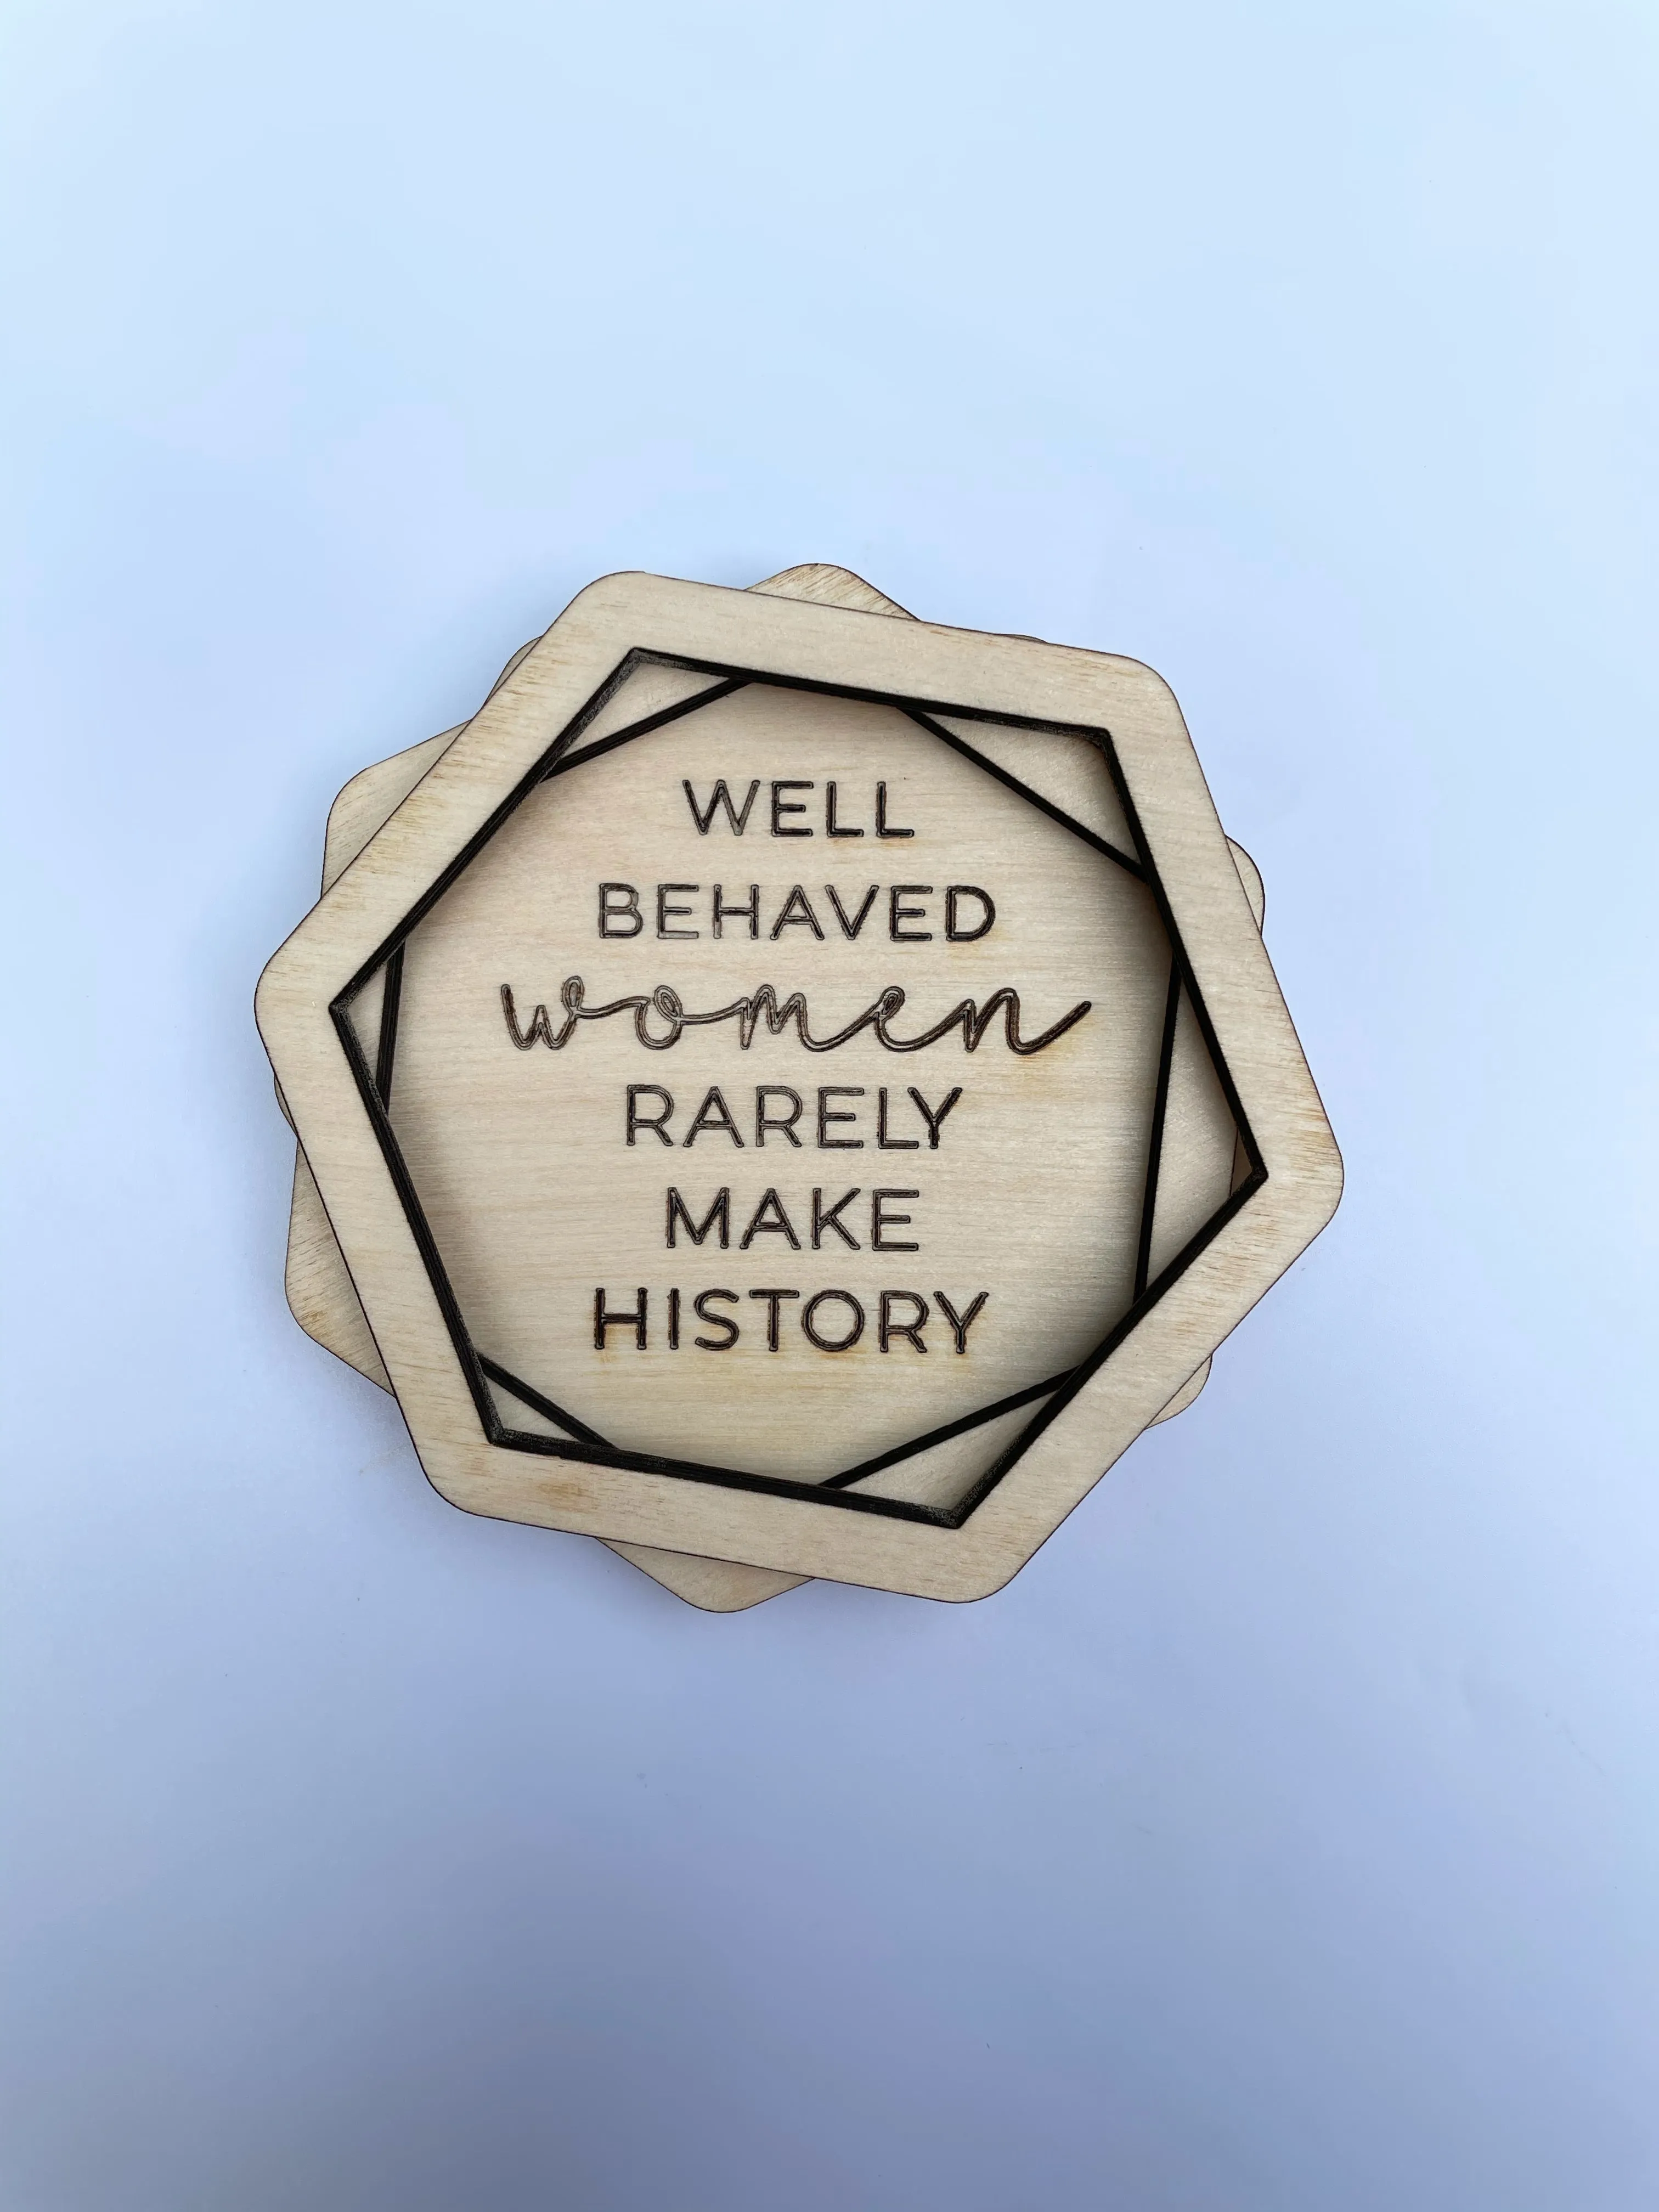 WELL
BEHAVED
women
RARELY
MAKE
HISTORY